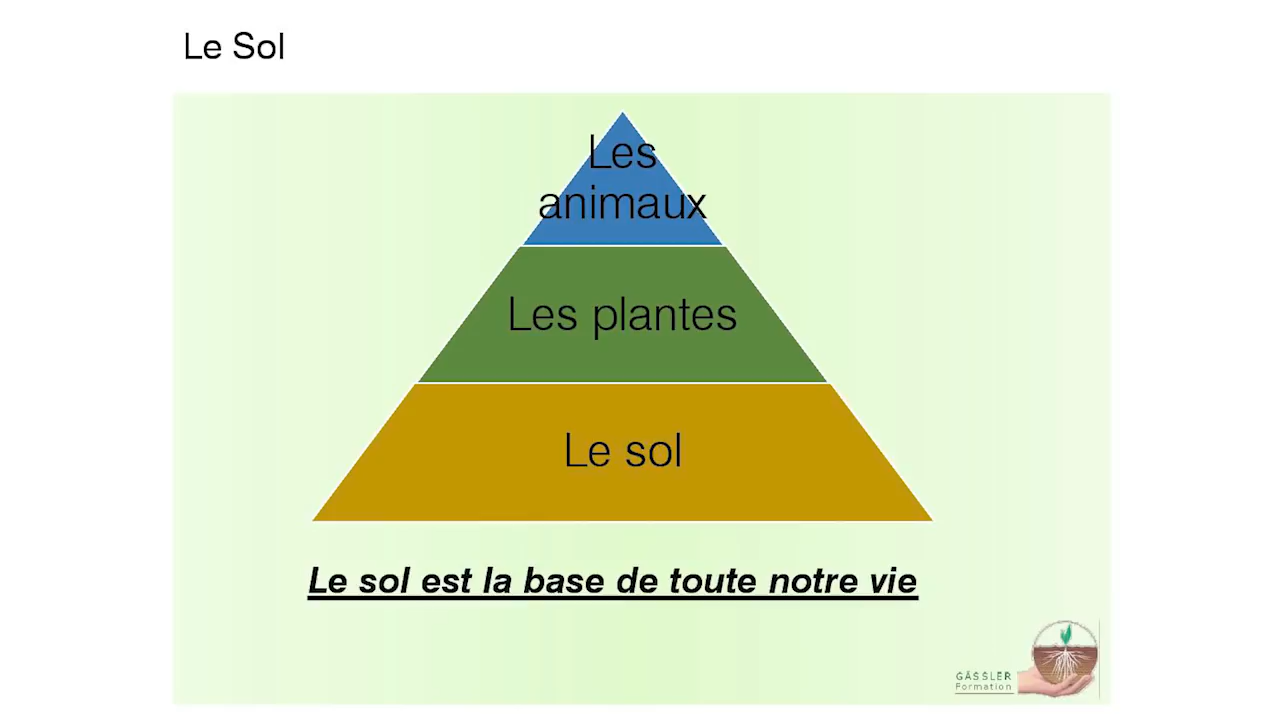 Le Sol
Les
animaux
Les plantes
Le sol
Le sol est la base de toute notre vie
GÄSSLER
Formation